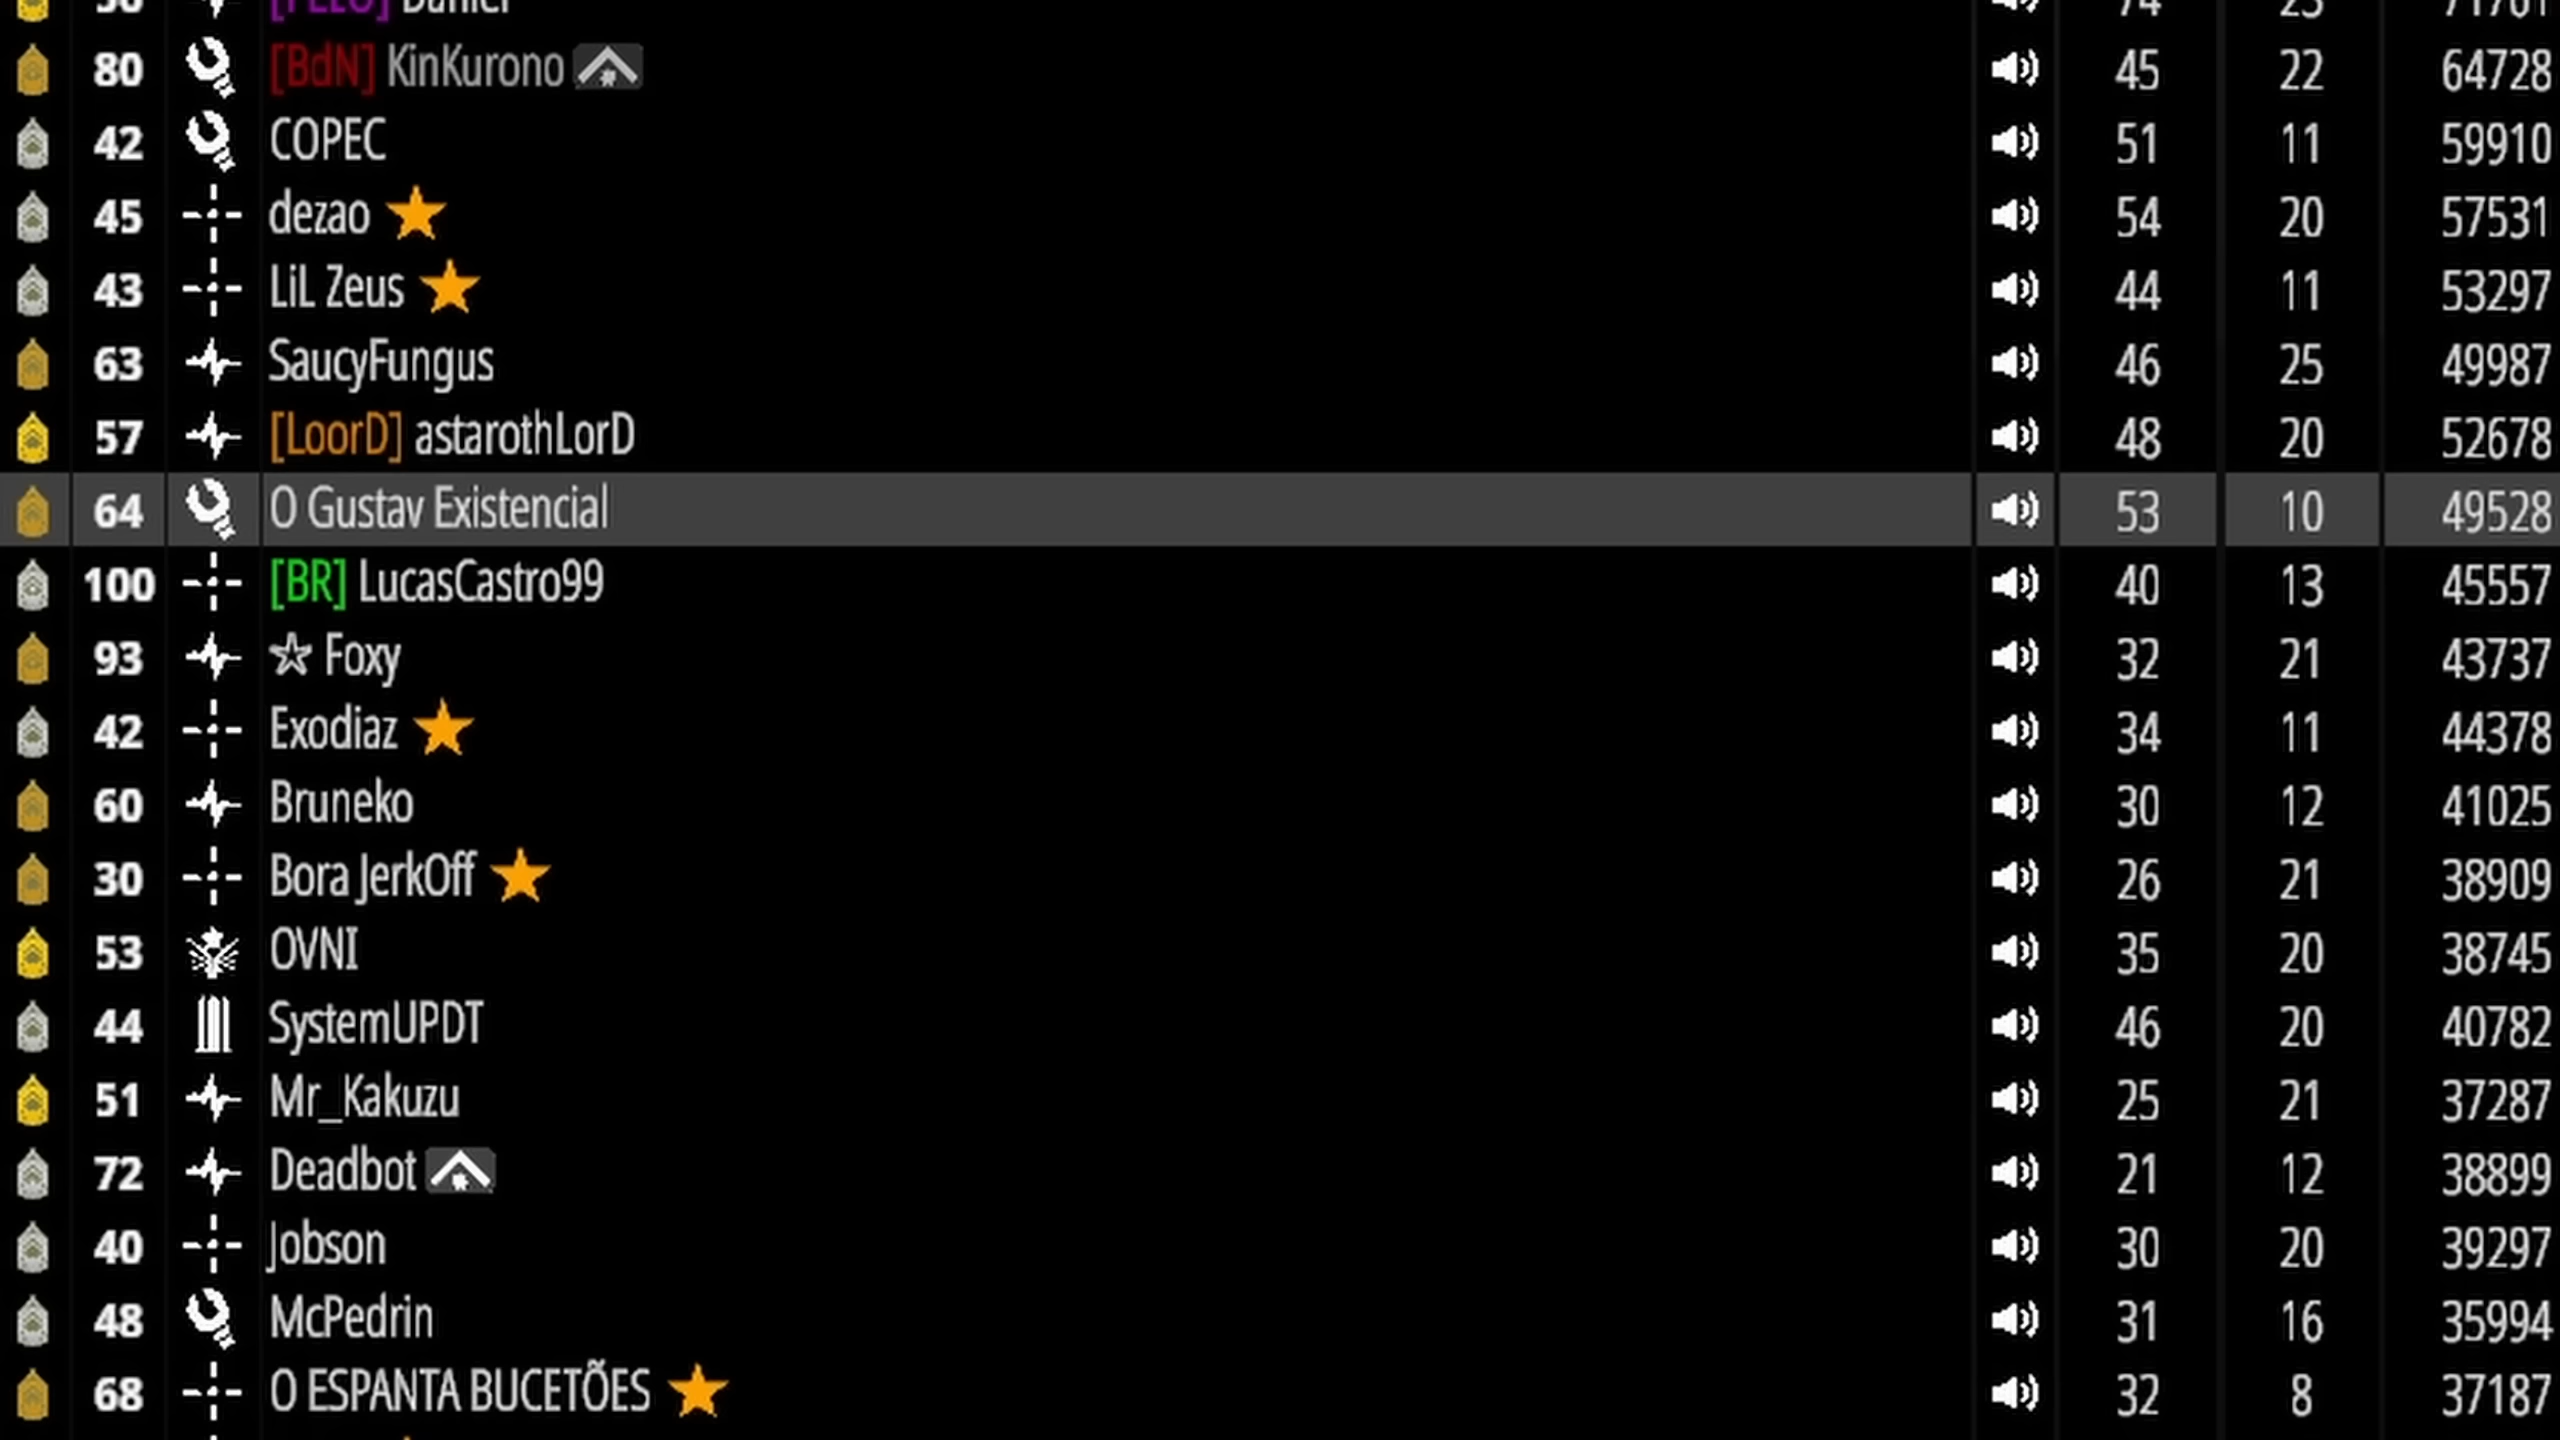 80 [BdN] KinKurono 45 22 64728
42 COPEC 51 11 59910
45 dezao 54 20 57531
43 LiL Zeus 44 11 53297
63 SaucyFungus 46 25 49987
57 [LoorD] astarothLorD 48 20 52678
64 O Gustav Existencial 53 10 49528
100 [BR] LucasCastro99 40 13 45557
93 ☆ Foxy 32 21 43737
42 Exodiaz 34 11 44378
60 Bruneko 30 12 41025
30 Bora JerkOff 26 21 38909
53 OVNI 35 20 38745
44 SystemUPDT 46 20 40782
51 Mr_Kakuzu 25 21 37287
72 Deadbot 21 12 38899
40 Jobson 30 20 39297
48 McPedrin 31 16 35994
68 O ESPANTA BUCETÕES 32 8 37187